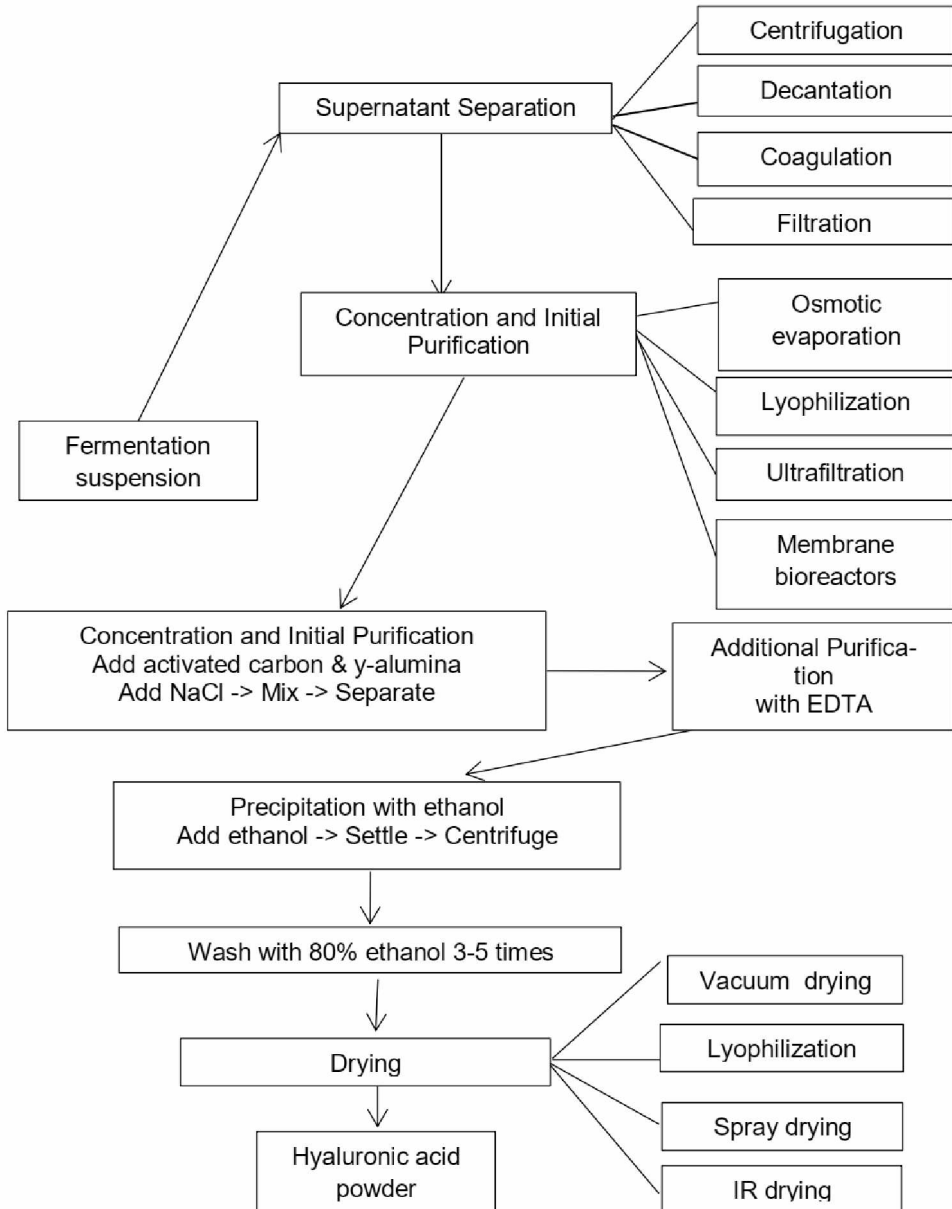 Centrifugation
Supernatant Separation
Decantation
Coagulation
Filtration
Concentration and Initial
Purification
Osmotic
evaporation
Lyophilization
Ultrafiltration
Membrane
bioreactors
Fermentation
suspension
Concentration and Initial Purification
Add activated carbon & y-alumina
Add NaCl -> Mix -> Separate
Additional Purifica-
tion
with EDTA
Precipitation with ethanol
Add ethanol -> Settle -> Centrifuge
Wash with 80% ethanol 3-5 times
Drying
Vacuum drying
Lyophilization
Spray drying
IR drying
Hyaluronic acid
powder